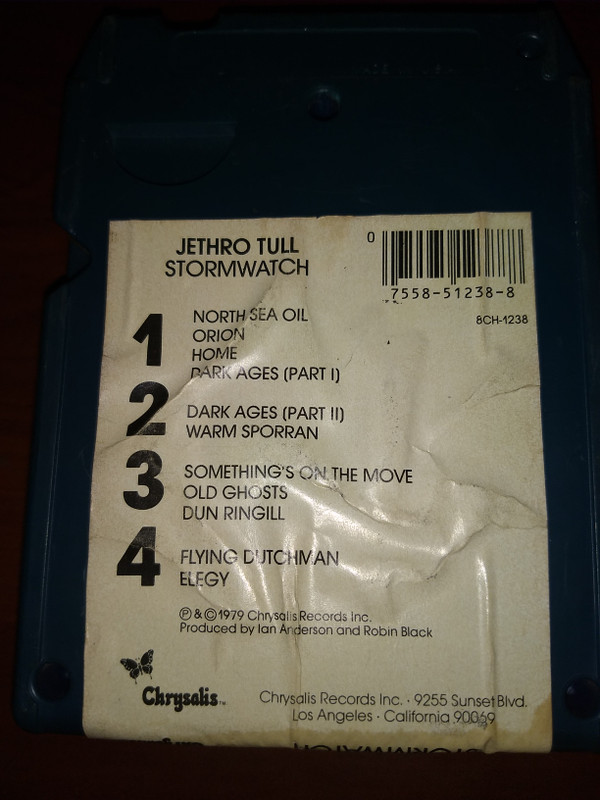 JETHRO TULL
STORMWATCH
0
7558-51238-8
8CH-1238
1
NORTH SEA OIL
ORION
HOME
DARK AGES (PART I)
2
DARK AGES (PART II)
WARM SPORRAN
3
SOMETHING'S ON THE MOVE
OLD GHOSTS
DUN RINGILL
4
FLYING DUTCHMAN
ELEGY
℗ & © 1979 Chrysalis Records Inc.
Produced by Ian Anderson and Robin Black
Chrysalis™
Chrysalis Records Inc. · 9255 Sunset Blvd.
Los Angeles · California 90069
STORMWATCH